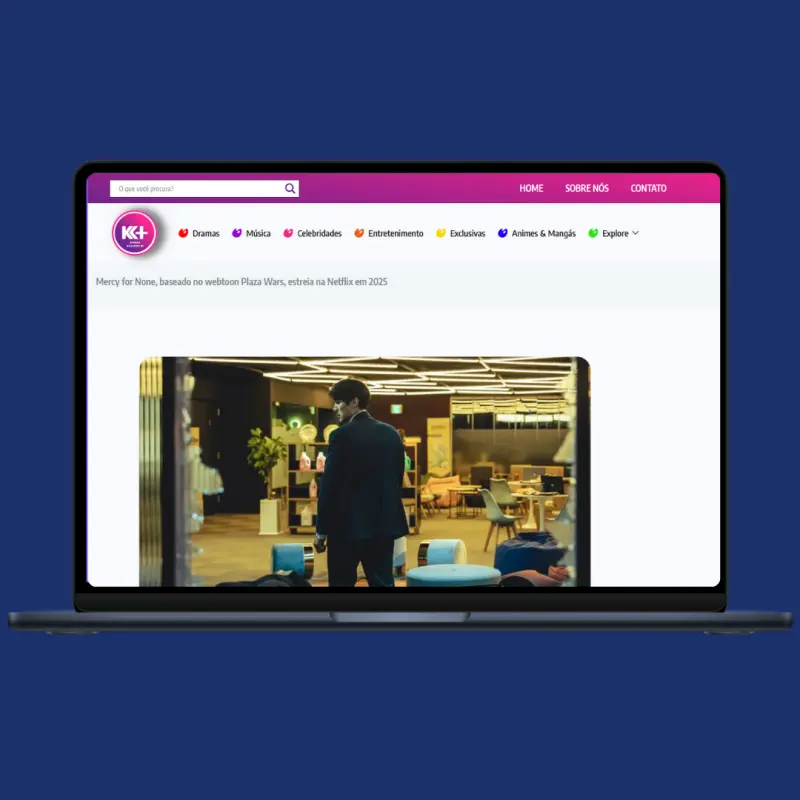 O que você procura?
HOME
SOBRE NÓS
CONTATO
KK+
Dramas
Música
Celebridades
Entretenimento
Exclusivas
Animes & Mangás
Explore
Mercy for None, baseado no webtoon Plaza Wars, estreia na Netflix em 2025